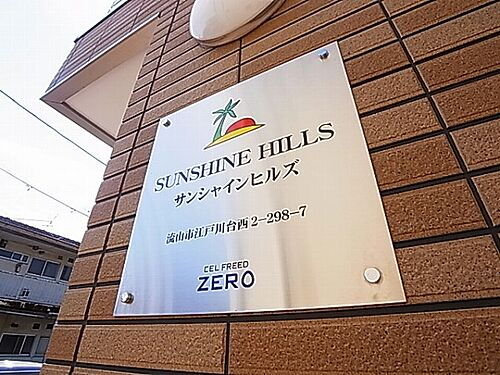 SUNSHINE HILLS
サンシャインヒルズ
流山市江戸川台西2-298-7
CEL FREED
ZERO